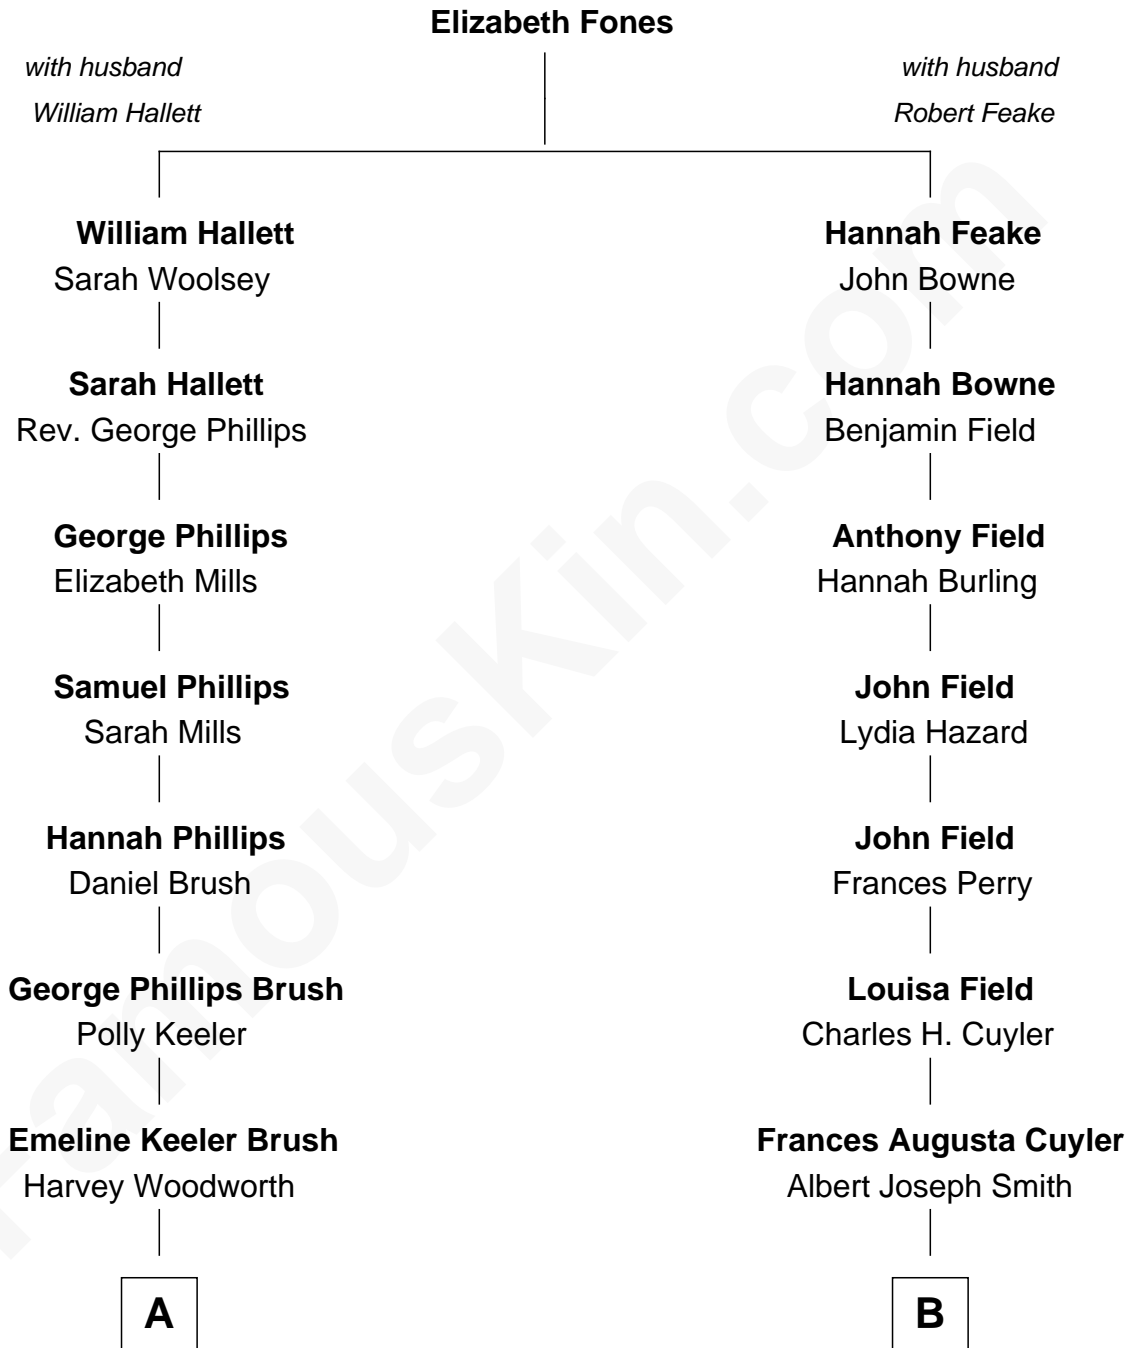 Elizabeth Fones
with husband
William Hallett
with husband
Robert Feake
William Hallett
Sarah Woolsey
Hannah Feake
John Bowne
Sarah Hallett
Rev. George Phillips
Hannah Bowne
Benjamin Field
George Phillips
Elizabeth Mills
Anthony Field
Hannah Burling
Samuel Phillips
Sarah Mills
John Field
Lydia Hazard
Hannah Phillips
Daniel Brush
John Field
Frances Perry
George Phillips Brush
Polly Keeler
Louisa Field
Charles H. Cuyler
Emeline Keeler Brush
Harvey Woodworth
Frances Augusta Cuyler
Albert Joseph Smith
A
B
FamousKin.com